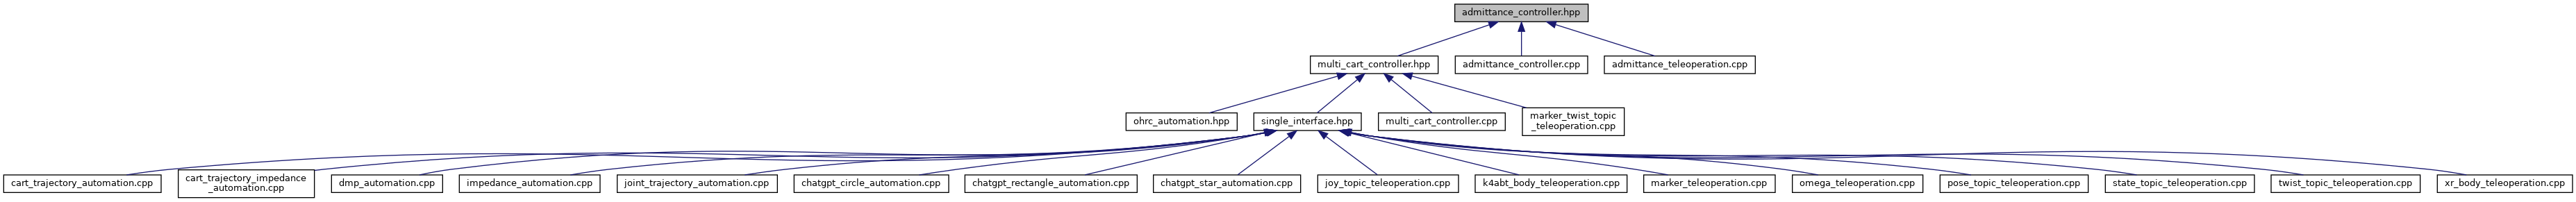 admittance_controller.hpp
multi_cart_controller.hpp
admittance_controller.cpp
admittance_teleoperation.cpp
ohrc_automation.hpp
single_interface.hpp
multi_cart_controller.cpp
marker_twist_topic
_teleoperation.cpp
cart_trajectory_automation.cpp
cart_trajectory_impedance
_automation.cpp
dmp_automation.cpp
impedance_automation.cpp
joint_trajectory_automation.cpp
chatgpt_circle_automation.cpp
chatgpt_rectangle_automation.cpp
chatgpt_star_automation.cpp
joy_topic_teleoperation.cpp
k4abt_body_teleoperation.cpp
marker_teleoperation.cpp
omega_teleoperation.cpp
pose_topic_teleoperation.cpp
state_topic_teleoperation.cpp
twist_topic_teleoperation.cpp
xr_body_teleoperation.cpp